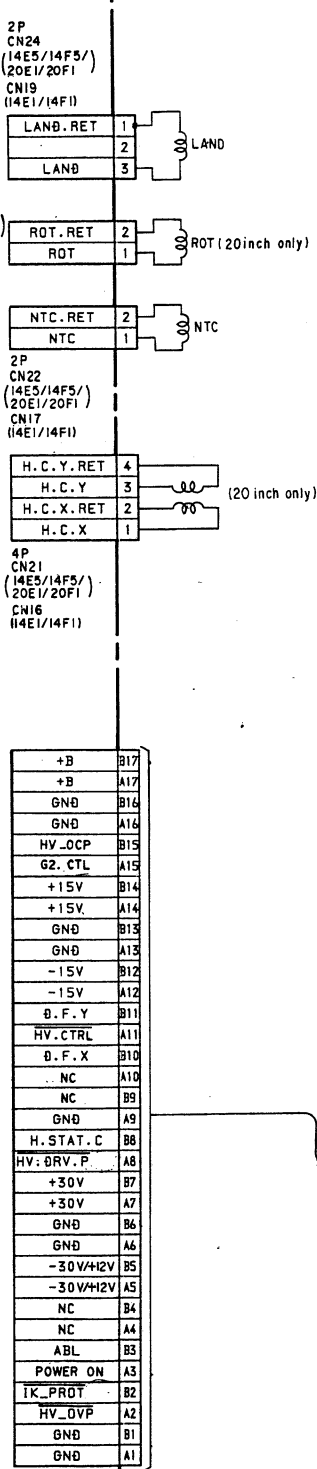 2P
CN24
(14E5/14F5/
20E1/20F1)
CN19
(14E1/14F1)
LAND.RET 1
2
LAND 3
LAND
)
ROT.RET 2
ROT 1
ROT (20inch only)
NTC.RET 2
NTC 1
NTC
2P
CN22
(14E5/14F5/
20E1/20F1)
CN17
(14E1/14F1)
H.C.Y.RET 4
H.C.Y 3
H.C.X.RET 2
H.C.X 1
(20 inch only)
4P
CN21
(14E5/14F5/
20E1/20F1)
CN16
(14E1/14F1)
+B B17
+B A17
GND B16
GND A16
HV_OCP B15
G2.CTL A15
+15V B14
+15V A14
GND B13
GND A13
-15V B12
-15V A12
D.F.Y B11
HV.CTRL A11
D.F.X B10
NC A10
NC B9
GND A9
H.STAT.C B8
HV.DRV.P A8
+30V B7
+30V A7
GND B6
GND A6
-30V/+12V B5
-30V/+12V A5
NC B4
NC A4
ABL B3
POWER ON A3
IK_PROT B2
HV_OVP A2
GND B1
GND A1